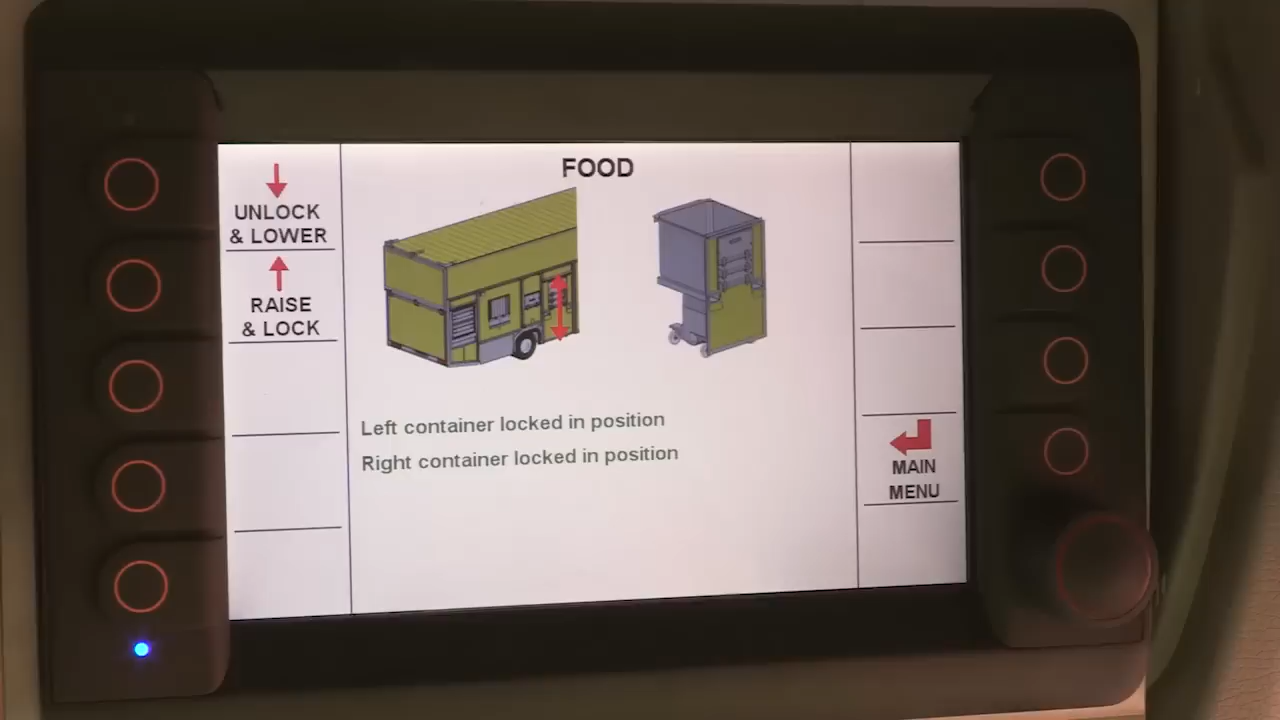 FOOD
UNLOCK
& LOWER
RAISE
& LOCK
Left container locked in position
Right container locked in position
MAIN
MENU